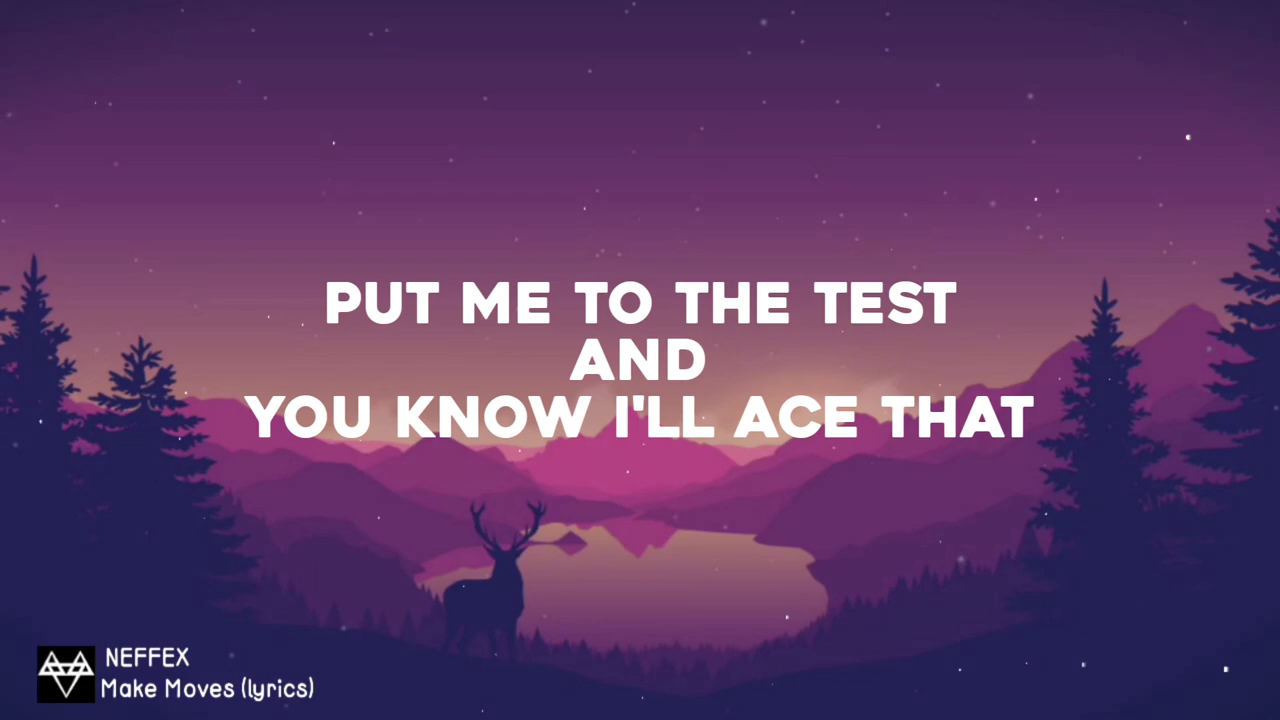 PUT ME TO THE TEST
AND
YOU KNOW I'LL ACE THAT
NEFFEX
Make Moves (lyrics)